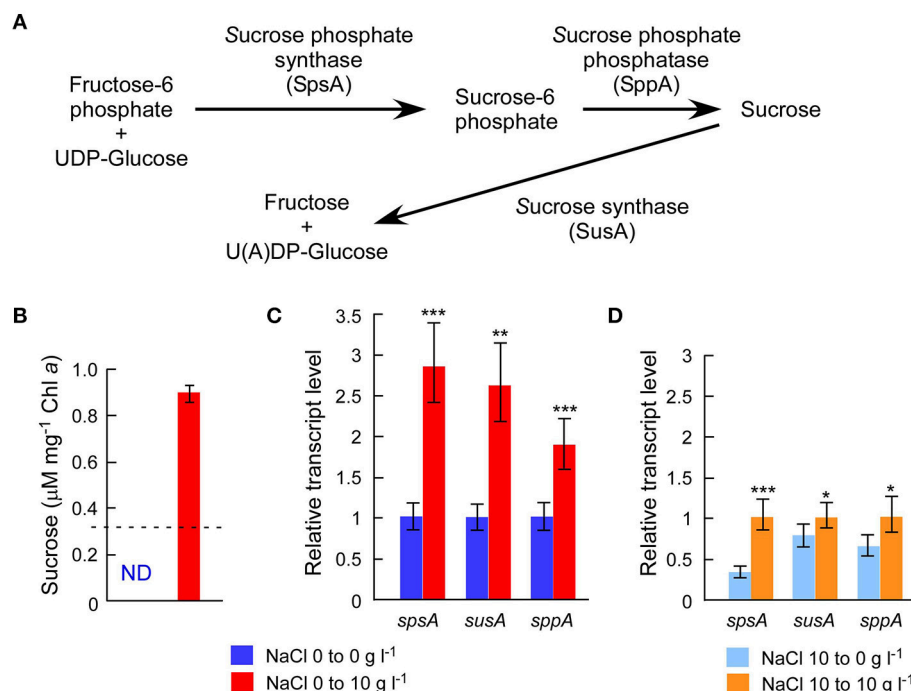 A
Fructose-6
phosphate
+
UDP-Glucose
Sucrose phosphate
synthase
(SpsA)
Sucrose-6
phosphate
Sucrose phosphate
phosphatase
(SppA)
Sucrose
Fructose
+
U(A)DP-Glucose
Sucrose synthase
(SusA)
B
Sucrose (μM mg⁻¹ Chl a)
1.0
0.8
0.6
0.4
0.2
0
ND
C
Relative transcript level
3.5
3
2.5
2
1.5
1
0.5
0
***
**
***
spsA
susA
sppA
NaCl 0 to 0 g l⁻¹
NaCl 0 to 10 g l⁻¹
D
Relative transcript level
3
2.5
2
1.5
1
0.5
0
***
*
*
spsA
susA
sppA
NaCl 10 to 0 g l⁻¹
NaCl 10 to 10 g l⁻¹